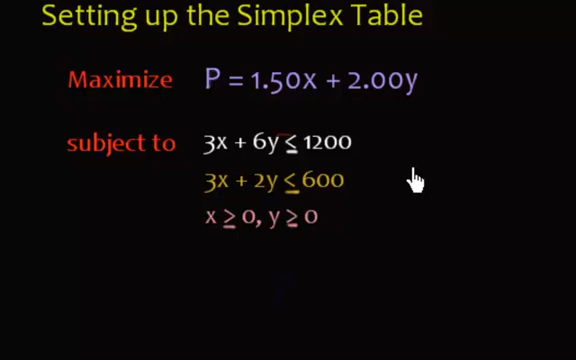 Setting up the Simplex Table
Maximize P = 1.50x + 2.00y
subject to 3x + 6y ≤ 1200
3x + 2y ≤ 600
x ≥ 0, y ≥ 0